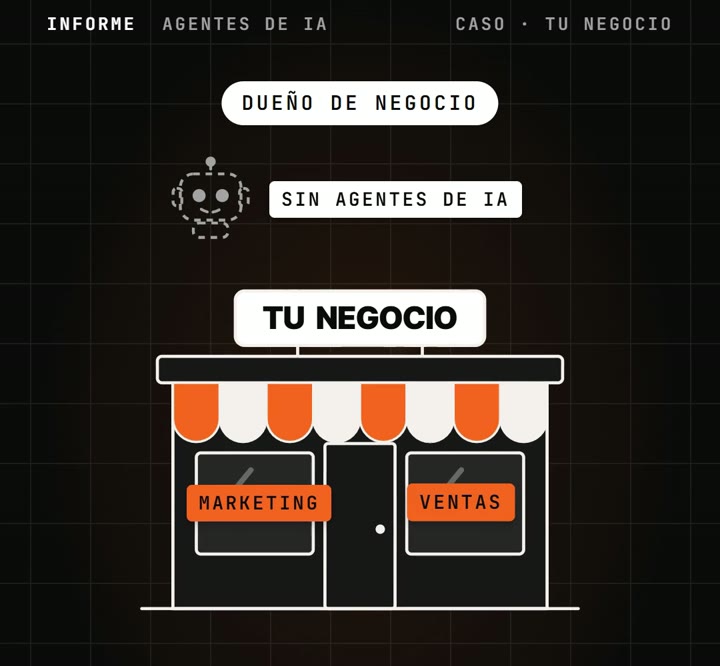 INFORME AGENTES DE IA CASO · TU NEGOCIO
DUEÑO DE NEGOCIO
SIN AGENTES DE IA
TU NEGOCIO
MARKETING VENTAS